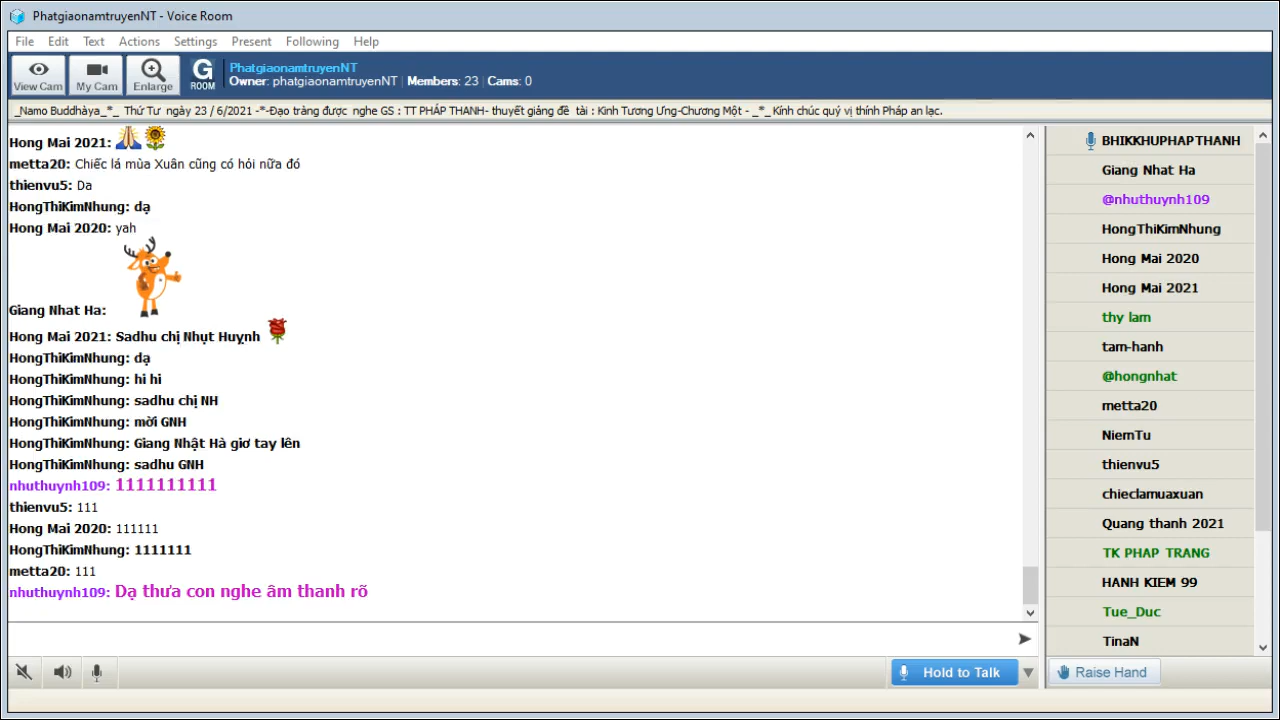 PhatgiaonamtruyenNT - Voice Room
File Edit Text Actions Settings Present Following Help
View Cam My Cam Enlarge G ROOM
PhatgiaonamtruyenNT
Owner: phatgiaonamtruyenNT | Members: 23 | Cams: 0
_Namo Buddhàya_*_ Thứ Tư ngày 23 / 6/2021 -*-Đạo tràng được nghe GS : TT PHÁP THANH- thuyết giảng đề tài : Kinh Tương Ưng-Chương Một - _*_ Kính chúc quý vị thính Pháp an lạc.
Hong Mai 2021:
metta20: Chiếc lá mùa Xuân cũng có hỏi nữa đó
thienvu5: Da
HongThiKimNhung: dạ
Hong Mai 2020: yah
Giang Nhat Ha:
Hong Mai 2021: Sadhu chị Nhụt Huỵnh
HongThiKimNhung: dạ
HongThiKimNhung: hi hi
HongThiKimNhung: sadhu chị NH
HongThiKimNhung: mời GNH
HongThiKimNhung: Giang Nhật Hà giơ tay lên
HongThiKimNhung: sadhu GNH
nhuthuynh109: 1111111111
thienvu5: 111
Hong Mai 2020: 111111
HongThiKimNhung: 1111111
metta20: 111
nhuthuynh109: Dạ thưa con nghe âm thanh rõ
Hold to Talk
BHIKKHUPHAPTHANH
Giang Nhat Ha
@nhuthuynh109
HongThiKimNhung
Hong Mai 2020
Hong Mai 2021
thy lam
tam-hanh
@hongnhat
metta20
NiemTu
thienvu5
chieclamuaxuan
Quang thanh 2021
TK PHAP TRANG
HANH KIEM 99
Tue_Duc
TinaN
Raise Hand